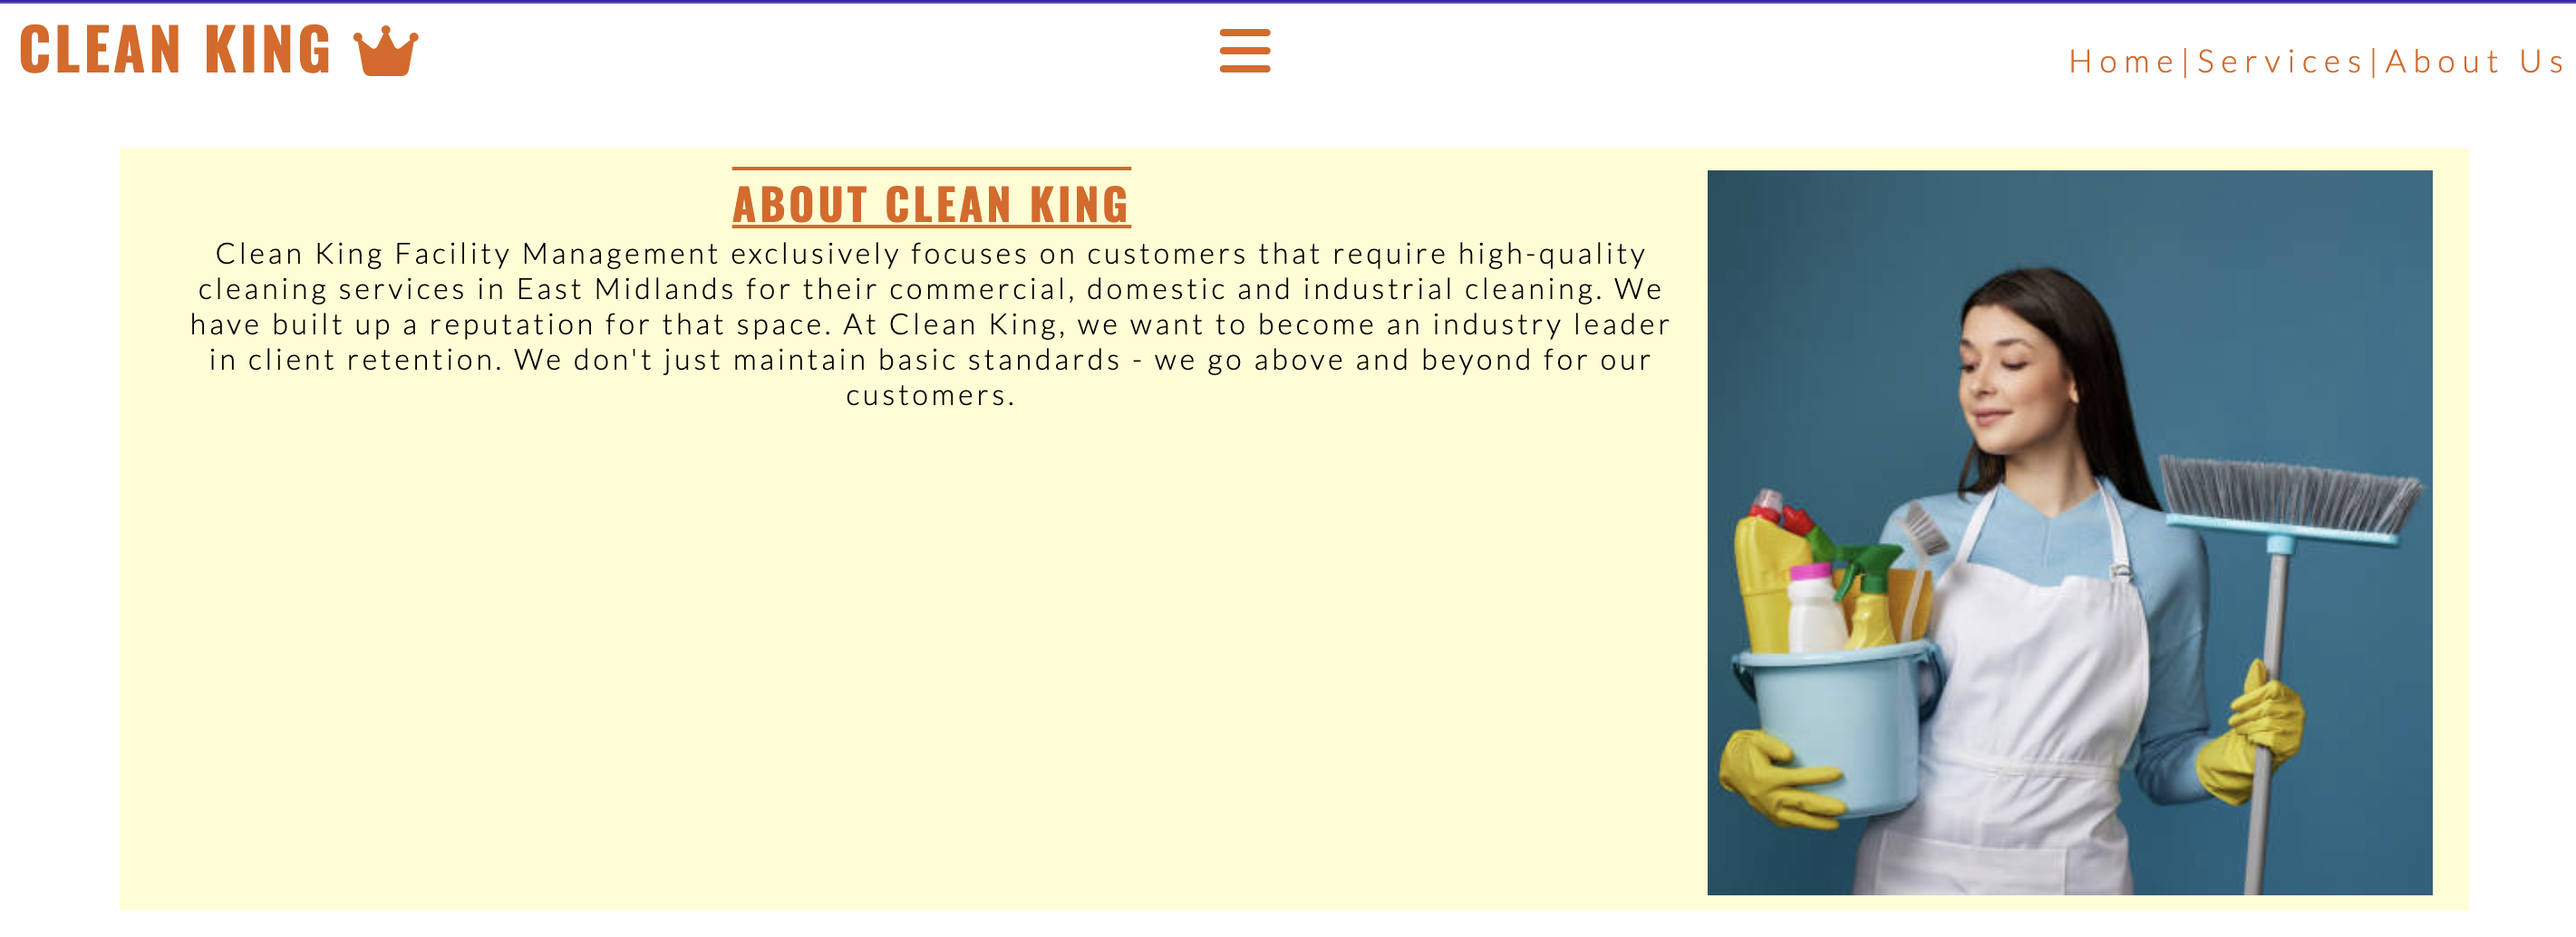 CLEAN KING
Home|Services|About Us
ABOUT CLEAN KING
Clean King Facility Management exclusively focuses on customers that require high-quality
cleaning services in East Midlands for their commercial, domestic and industrial cleaning. We
have built up a reputation for that space. At Clean King, we want to become an industry leader
in client retention. We don't just maintain basic standards - we go above and beyond for our
customers.